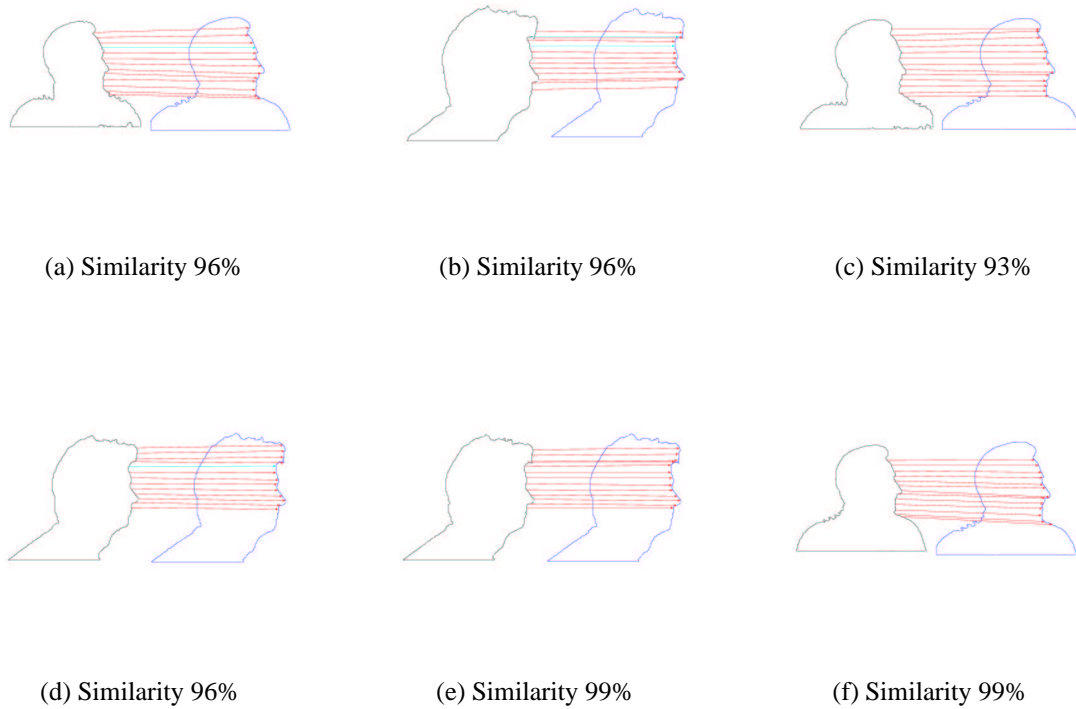 (a) Similarity 96%
(b) Similarity 96%
(c) Similarity 93%
(d) Similarity 96%
(e) Similarity 99%
(f) Similarity 99%